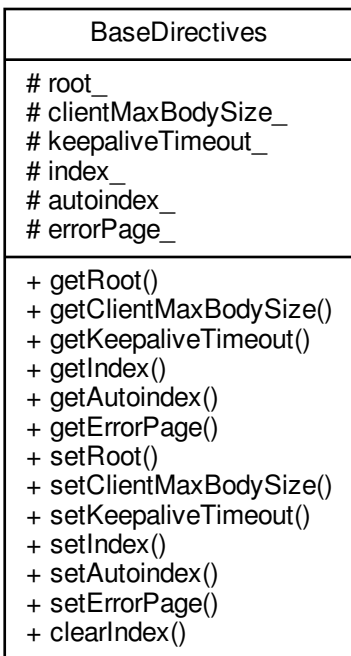 BaseDirectives
# root_
# clientMaxBodySize_
# keepaliveTimeout_
# index_
# autoindex_
# errorPage_
+ getRoot()
+ getClientMaxBodySize()
+ getKeepaliveTimeout()
+ getIndex()
+ getAutoindex()
+ getErrorPage()
+ setRoot()
+ setClientMaxBodySize()
+ setKeepaliveTimeout()
+ setIndex()
+ setAutoindex()
+ setErrorPage()
+ clearIndex()